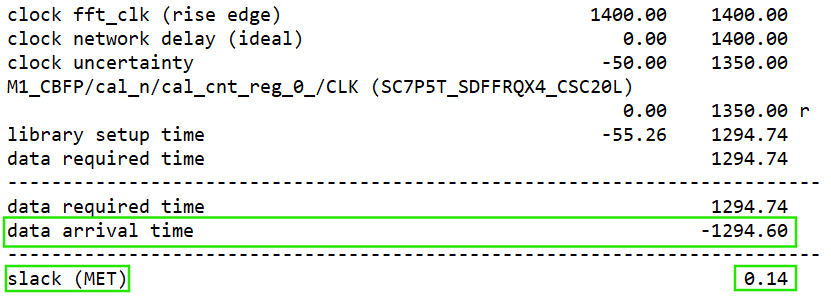 clock fft_clk (rise edge) 1400.00 1400.00
clock network delay (ideal) 0.00 1400.00
clock uncertainty -50.00 1350.00
M1_CBFP/cal_n/cal_cnt_reg_0_/CLK (SC7P5T_SDFFRQX4_CSC20L)
0.00 1350.00 r
library setup time -55.26 1294.74
data required time 1294.74
--------------------------------------------------------------------------
data required time 1294.74
data arrival time -1294.60
--------------------------------------------------------------------------
slack (MET) 0.14